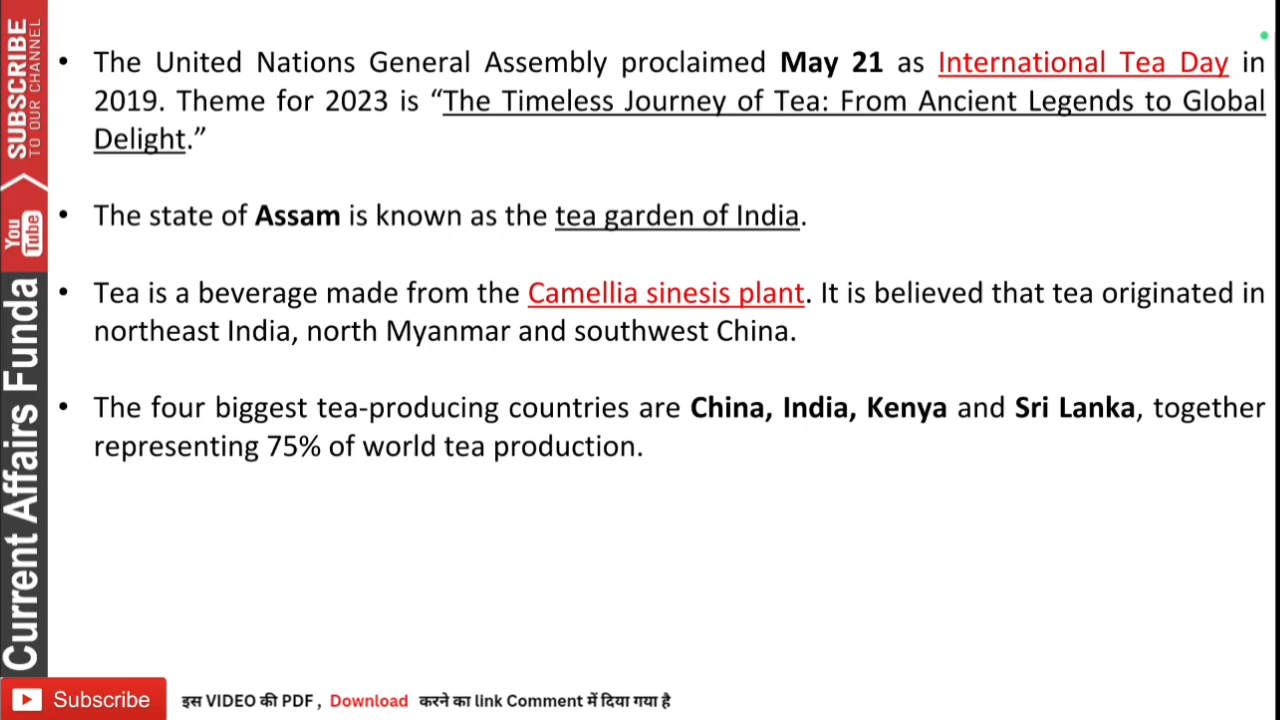 • The United Nations General Assembly proclaimed May 21 as International Tea Day in
2019. Theme for 2023 is “The Timeless Journey of Tea: From Ancient Legends to Global
Delight.”
• The state of Assam is known as the tea garden of India.
• Tea is a beverage made from the Camellia sinesis plant. It is believed that tea originated in
northeast India, north Myanmar and southwest China.
• The four biggest tea-producing countries are China, India, Kenya and Sri Lanka, together
representing 75% of world tea production.
SUBSCRIBE
TO OUR CHANNEL
You
Tube
Current Affairs Funda
Subscribe
इस VIDEO की PDF , Download करने का link Comment में दिया गया है